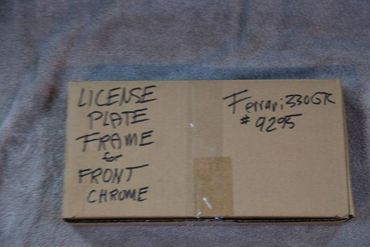 LICENSE
PLATE
FRAME
for
FRONT
CHROME
Ferrari 330GTC
# 9295